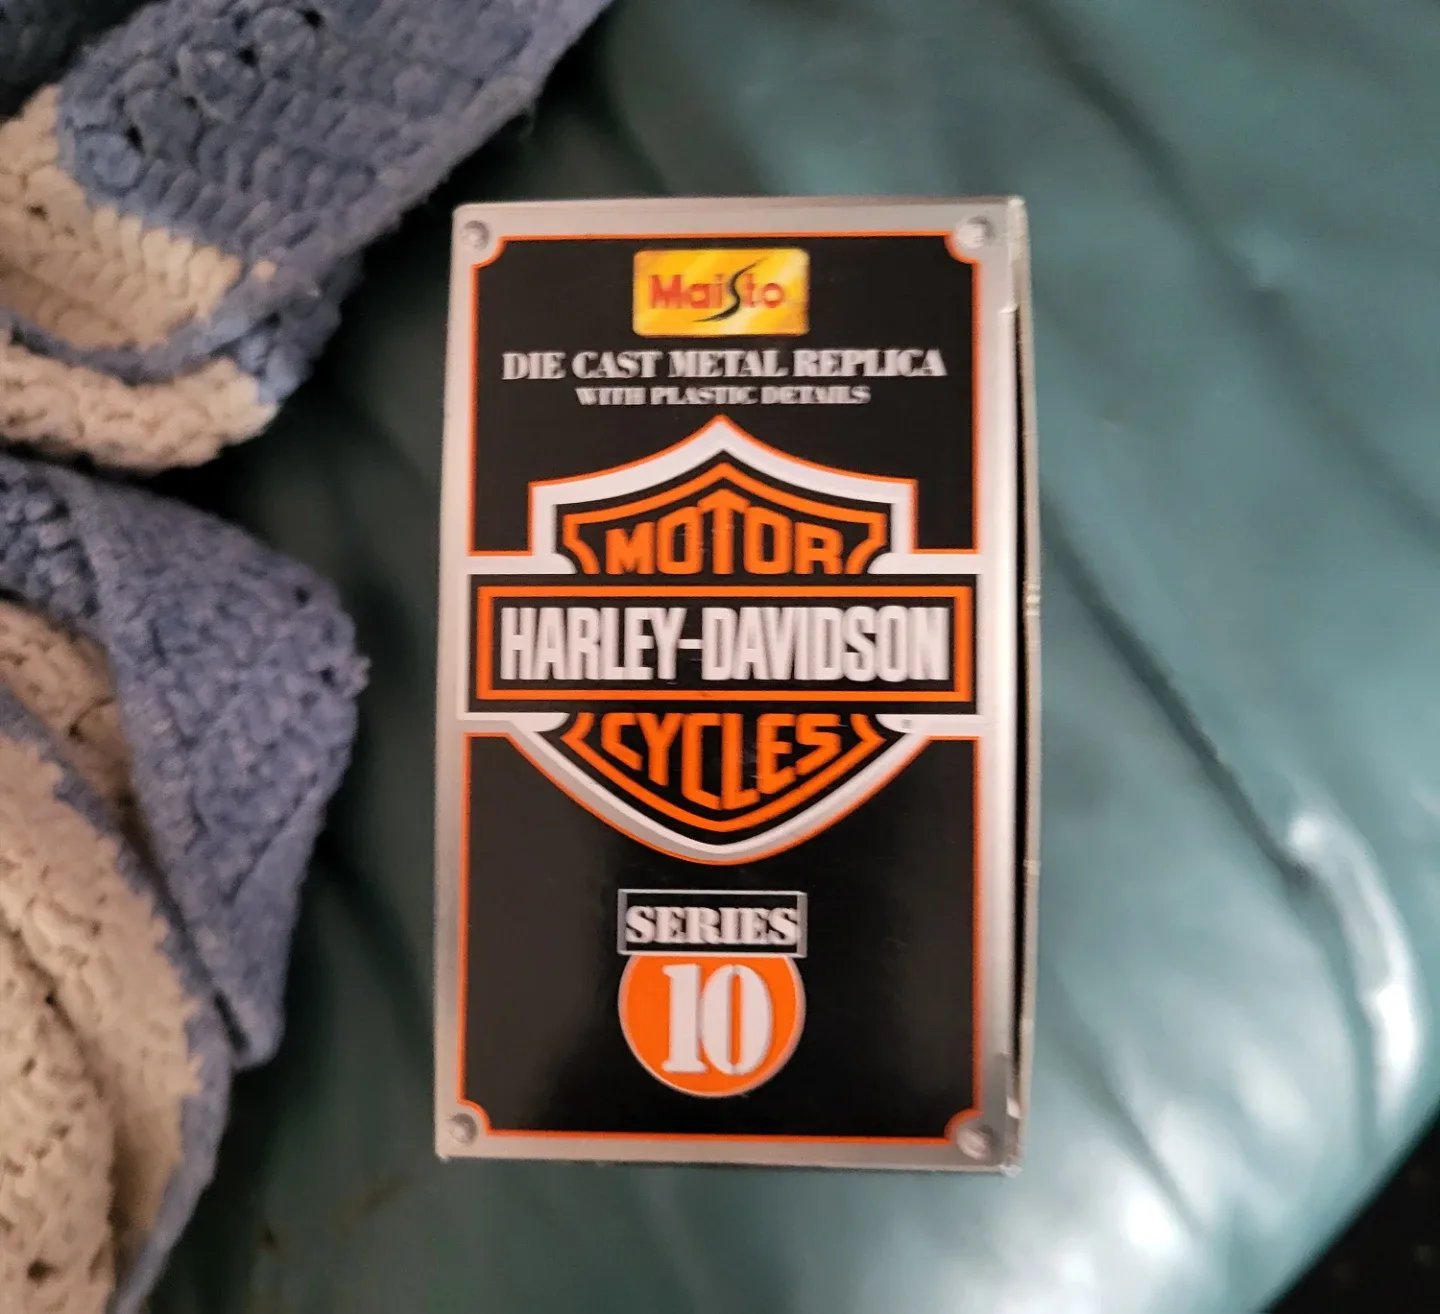 Maisto
DIE CAST METAL REPLICA
WITH PLASTIC DETAILS
MOTOR
HARLEY-DAVIDSON
CYCLES
SERIES
10